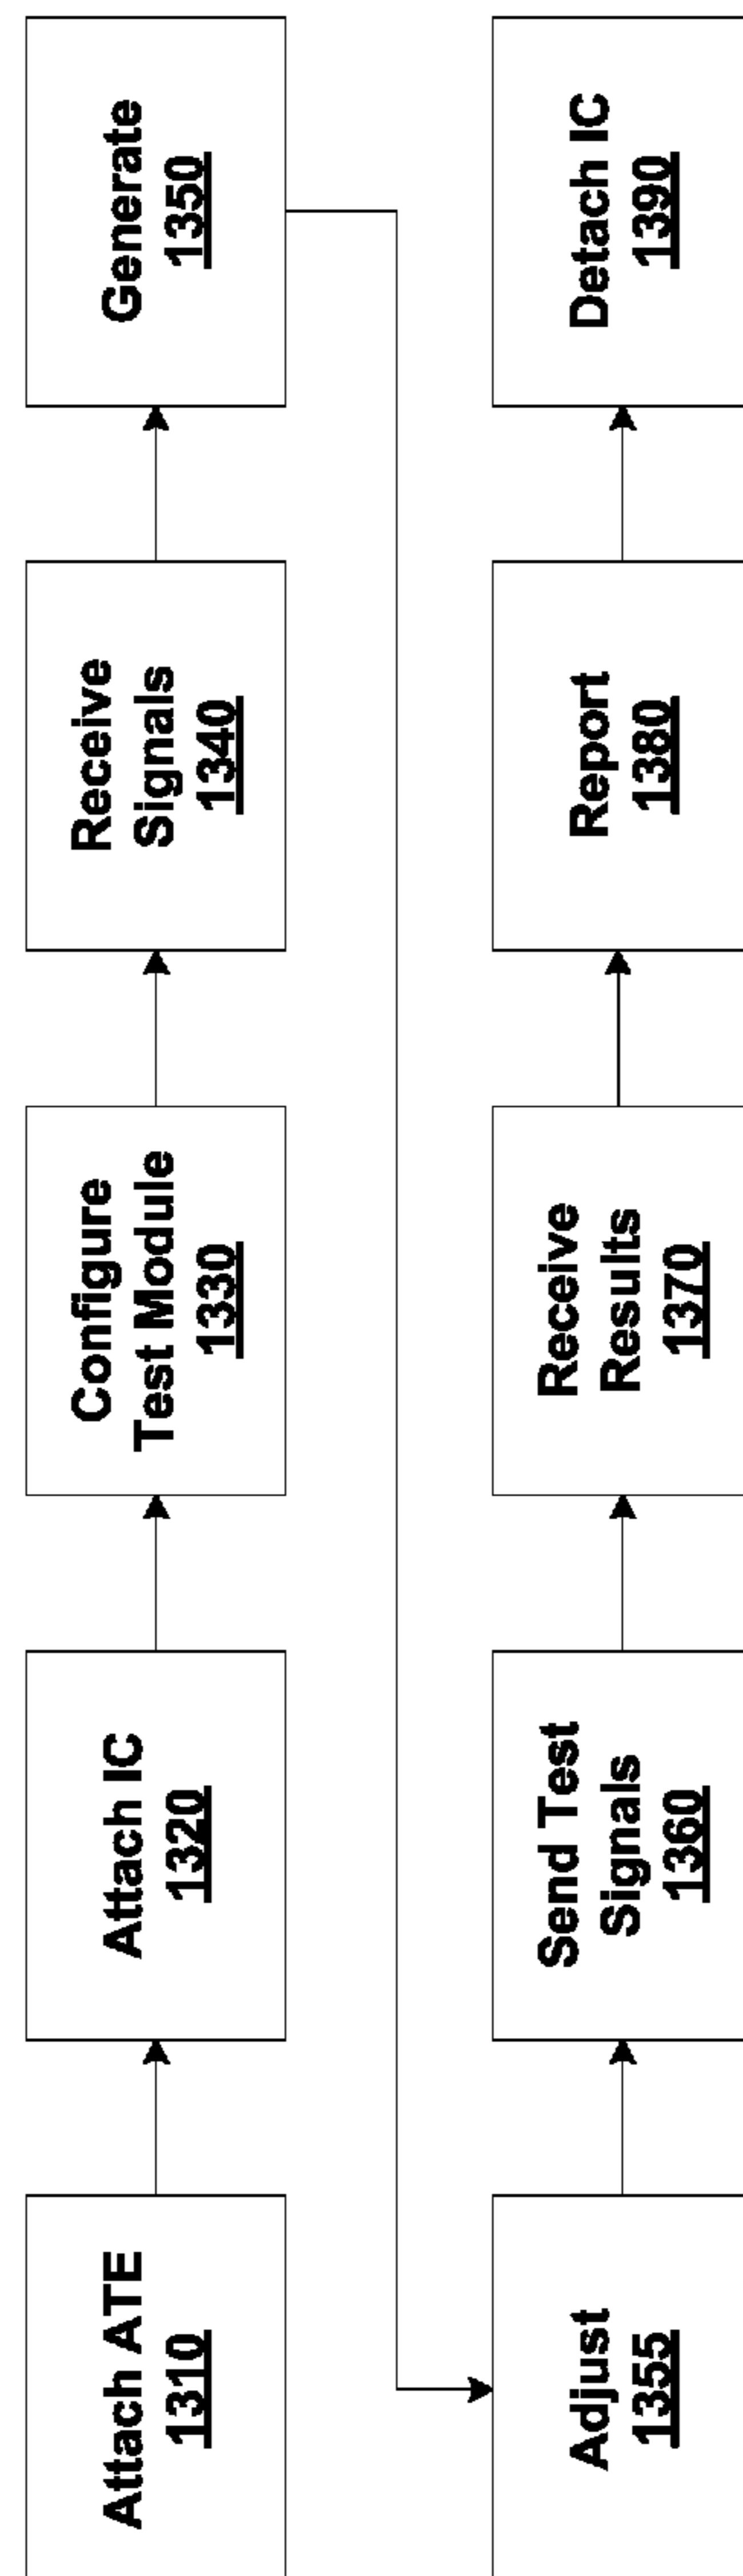 Attach ATE
1310
Attach IC
1320
Configure
Test Module
1330
Receive
Signals
1340
Generate
1350
Adjust
1355
Send Test
Signals
1360
Receive
Results
1370
Report
1380
Detach IC
1390